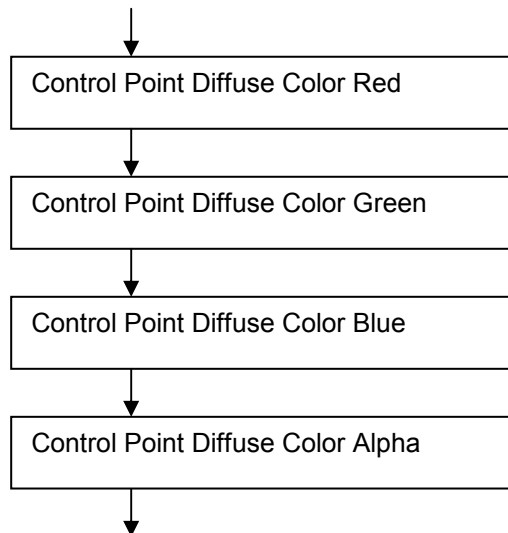 Control Point Diffuse Color Red
Control Point Diffuse Color Green
Control Point Diffuse Color Blue
Control Point Diffuse Color Alpha